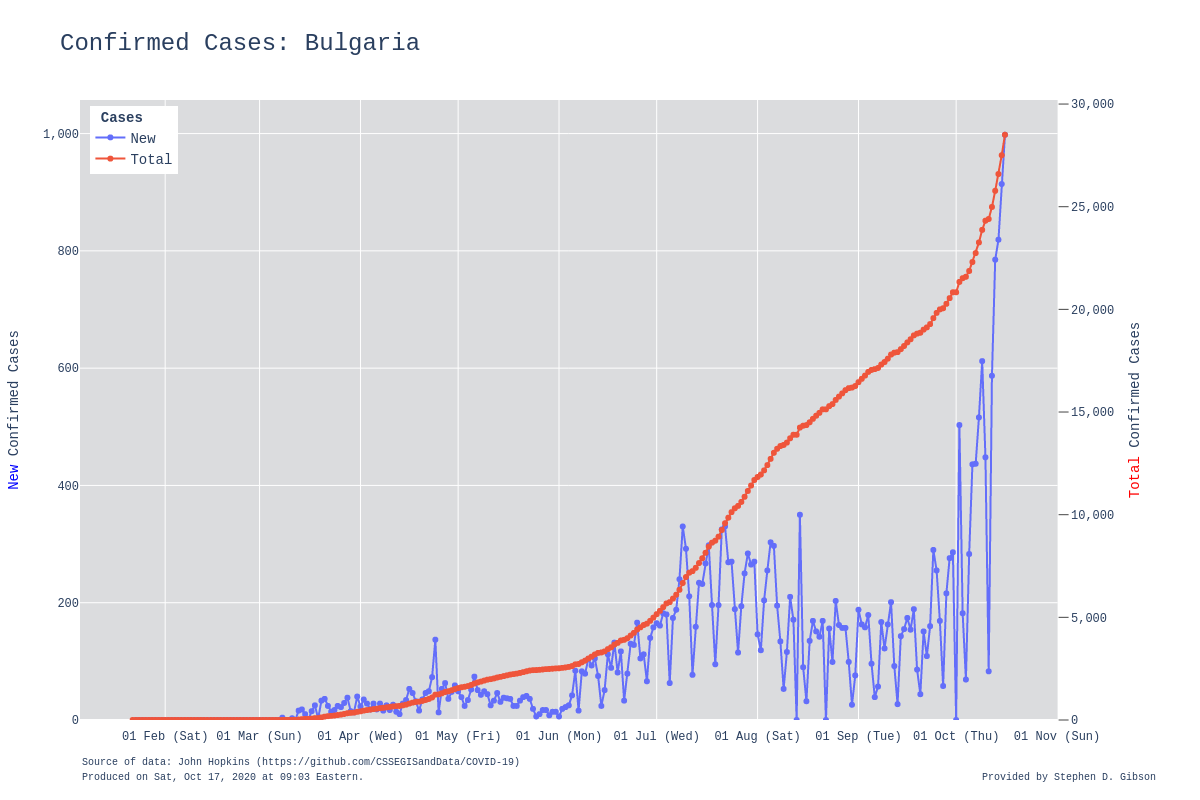 Confirmed Cases: Bulgaria
Cases
New
Total
1,000
800
600
400
200
0
30,000
25,000
20,000
15,000
10,000
5,000
0
New Confirmed Cases
Total Confirmed Cases
01 Feb (Sat) 01 Mar (Sun) 01 Apr (Wed) 01 May (Fri) 01 Jun (Mon) 01 Jul (Wed) 01 Aug (Sat) 01 Sep (Tue) 01 Oct (Thu) 01 Nov (Sun)
Source of data: John Hopkins (https://github.com/CSSEGISandData/COVID-19)
Produced on Sat, Oct 17, 2020 at 09:03 Eastern.
Provided by Stephen D. Gibson